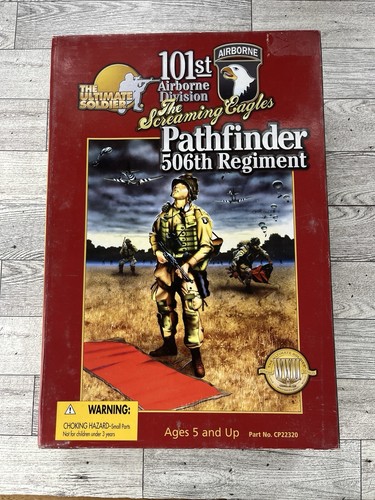 THE
ULTIMATE
SOLDIER
101st
Airborne
Division
AIRBORNE
The
Screaming Eagles
Pathfinder
506th Regiment
WWII
WARNING:
CHOKING HAZARD-Small Parts
Not for children under 3 years
Ages 5 and Up
Part No. CP22320